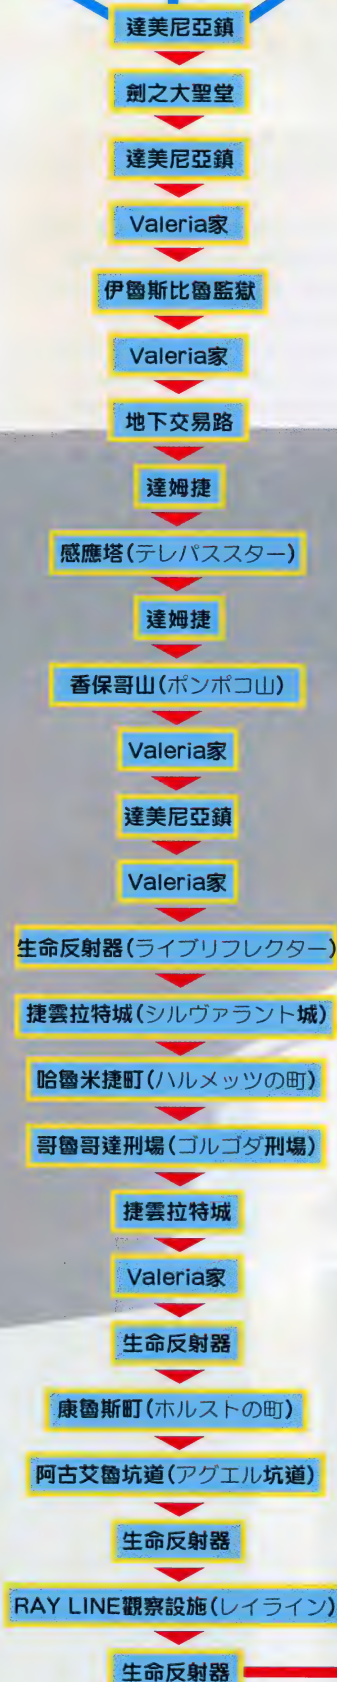 達美尼亞鎮
劍之大聖堂
達美尼亞鎮
Valeria家
伊魯斯比魯監獄
Valeria家
地下交易路
達姆捷
感應塔(テレパススター)
達姆捷
香保哥山(ポンポコ山)
Valeria家
達美尼亞鎮
Valeria家
生命反射器(ライブリフレクター)
捷雲拉特城(シルヴァラント城)
哈魯米捷町(ハルメッツの町)
哥魯哥達刑場(ゴルゴダ刑場)
捷雲拉特城
Valeria家
生命反射器
康魯斯町(ホルストの町)
阿古艾魯坑道(アグエル坑道)
生命反射器
RAY LINE觀察設施(レイライン)
生命反射器